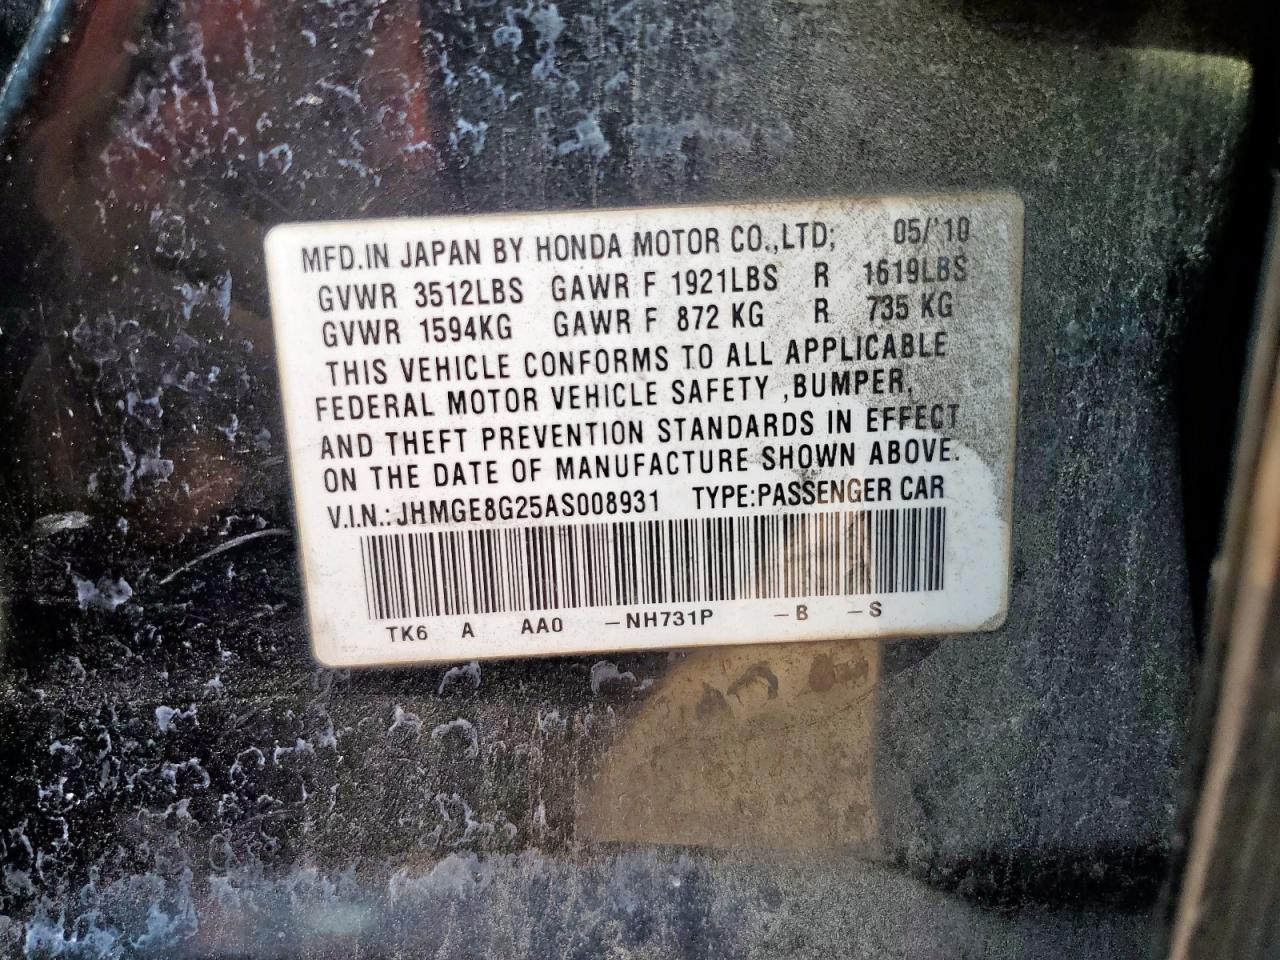 MFD.IN JAPAN BY HONDA MOTOR CO.,LTD; 05/'10
GVWR 3512LBS GAWR F 1921LBS R 1619LBS
GVWR 1594KG GAWR F 872 KG R 735 KG
THIS VEHICLE CONFORMS TO ALL APPLICABLE
FEDERAL MOTOR VEHICLE SAFETY ,BUMPER,
AND THEFT PREVENTION STANDARDS IN EFFECT
ON THE DATE OF MANUFACTURE SHOWN ABOVE.
V.I.N.: JHMGE8G25AS008931 TYPE:PASSENGER CAR
TK6 A AA0 -NH731P -B -S